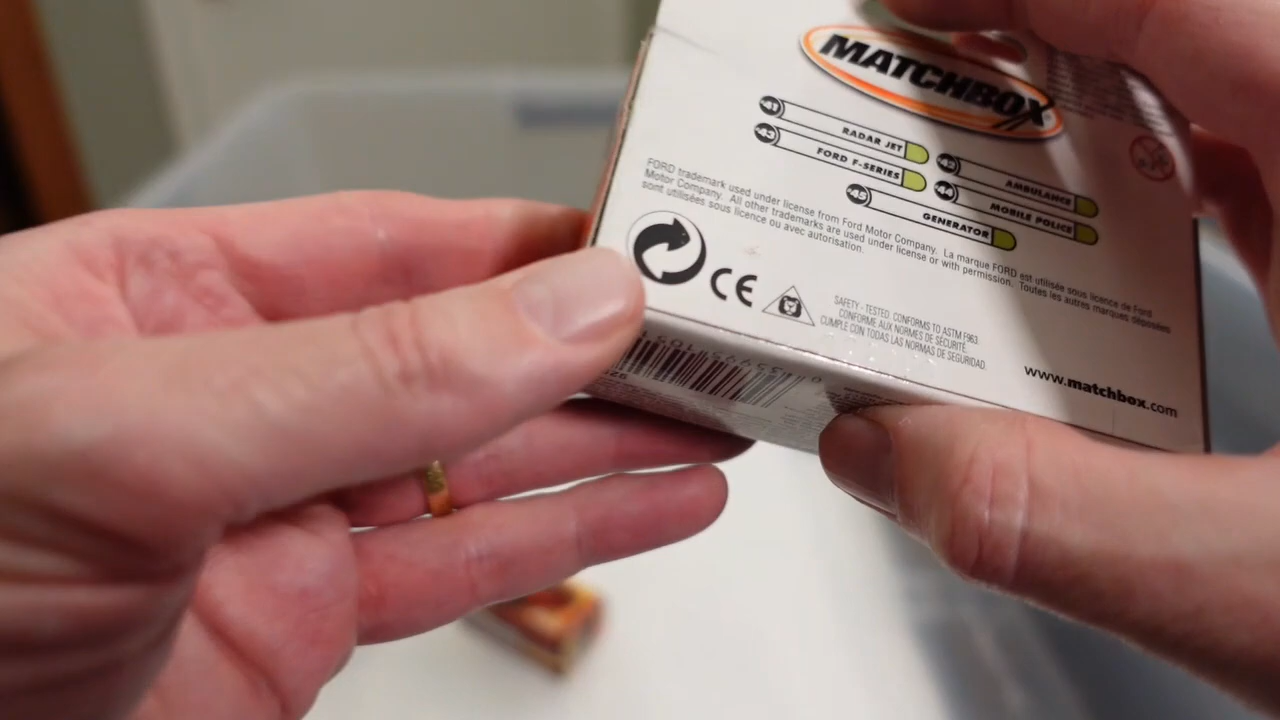 MATCHBOX
#41 RADAR JET
#42 AMBULANCE
#43 FORD F-SERIES
#44 MOBILE POLICE
#45 GENERATOR
FORD trademark used under license from Ford Motor Company. La marque FORD est utilisée sous licence de Ford
Motor Company. All other trademarks are used under license or with permission. Toutes les autres marques déposées
sont utilisées sous licence ou avec autorisation.
CE
SAFETY - TESTED. CONFORMS TO ASTM F963
CONFORME AUX NORMES DE SÉCURITÉ.
CUMPLE CON TODAS LAS NORMAS DE SEGURIDAD.
www.matchbox.com